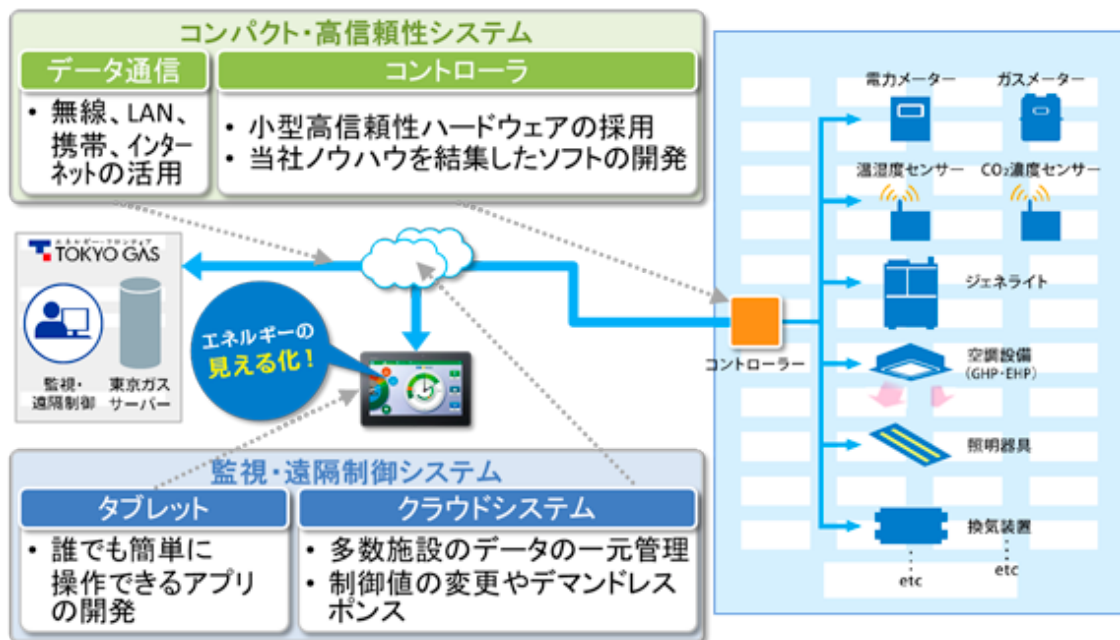 コンパクト・高信頼性システム
データ通信
• 無線、LAN、
携帯、インター
ネットの活用
コントローラ
• 小型高信頼性ハードウェアの採用
• 当社ノウハウを結集したソフトの開発
エネルギー・フロンティア
TOKYO GAS
監視・
遠隔制御
東京ガス
サーバー
エネルギーの
見える化！
コントローラー
電力メーター
ガスメーター
温湿度センサー
CO₂濃度センサー
ジェネライト
空調設備
(GHP・EHP)
照明器具
換気装置
etc
etc
監視・遠隔制御システム
タブレット
• 誰でも簡単に
操作できるアプリ
の開発
クラウドシステム
• 多数施設のデータの一元管理
• 制御値の変更やデマンドレス
ポンス